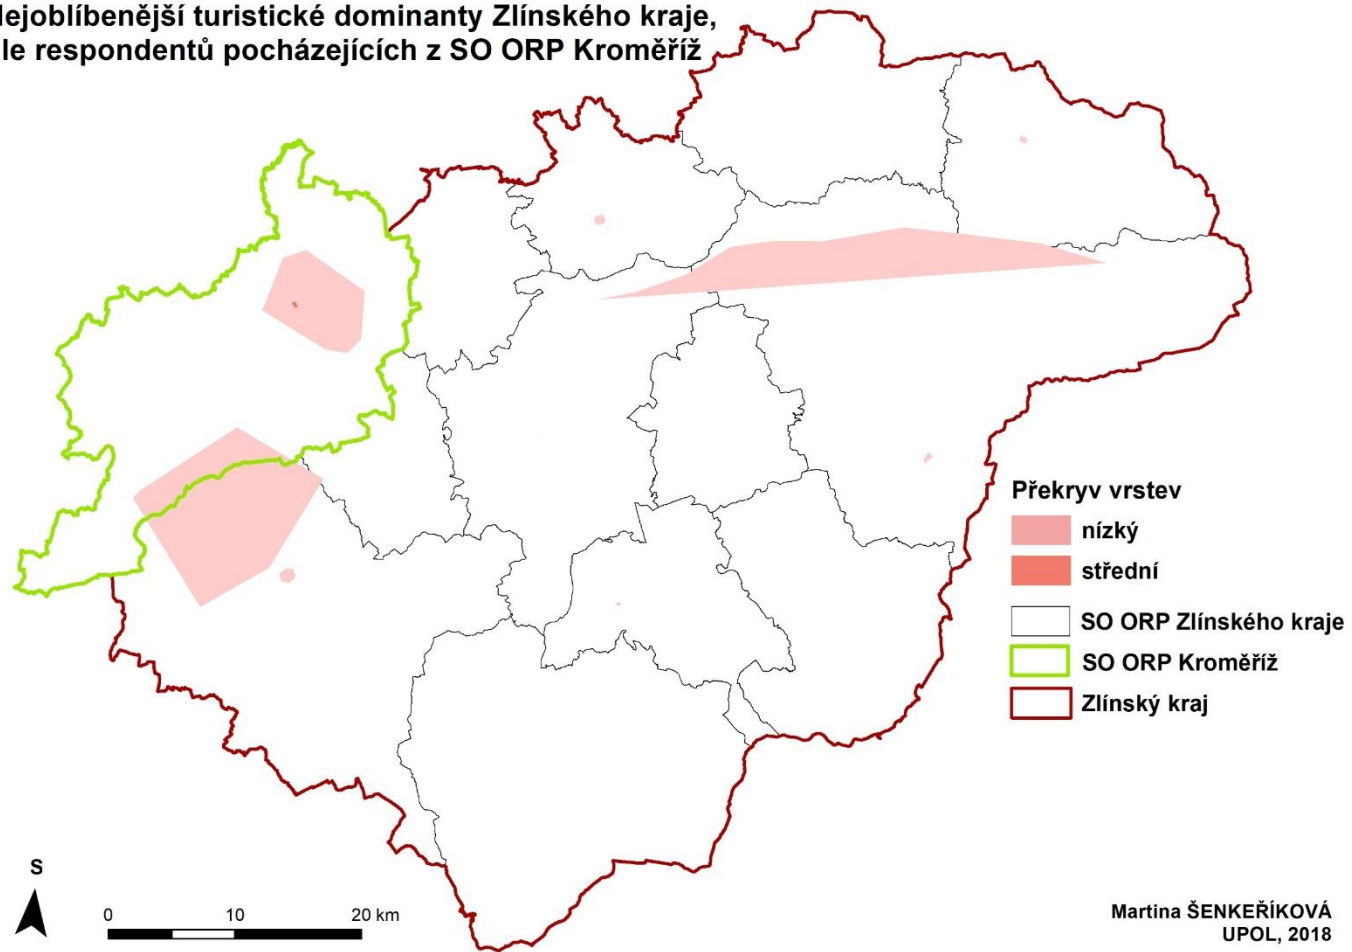 lejoblíbenější turistické dominanty Zlínského kraje,
le respondentů pocházejících z SO ORP Kroměříž
Překryv vrstev
nízký
střední
SO ORP Zlínského kraje
SO ORP Kroměříž
Zlínský kraj
S
0 10 20 km
Martina ŠENKEŘÍKOVÁ
UPOL, 2018